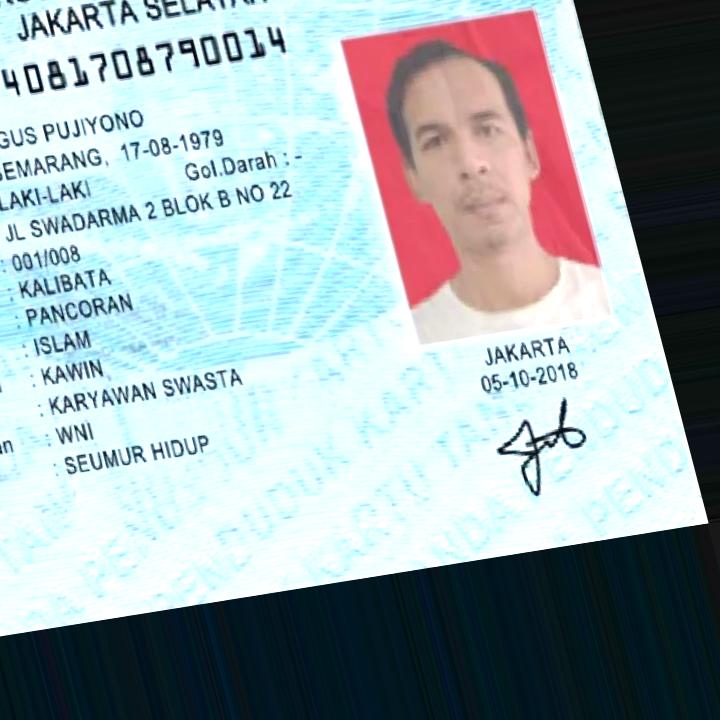 JAKARTA SELATAN
4081708790014
GUS PUJIYONO
SEMARANG, 17-08-1979
LAKI-LAKI Gol.Darah : -
JL SWADARMA 2 BLOK B NO 22
: 001/008
: KALIBATA
: PANCORAN
: ISLAM
: KAWIN
: KARYAWAN SWASTA
: WNI
: SEUMUR HIDUP
JAKARTA
05-10-2018